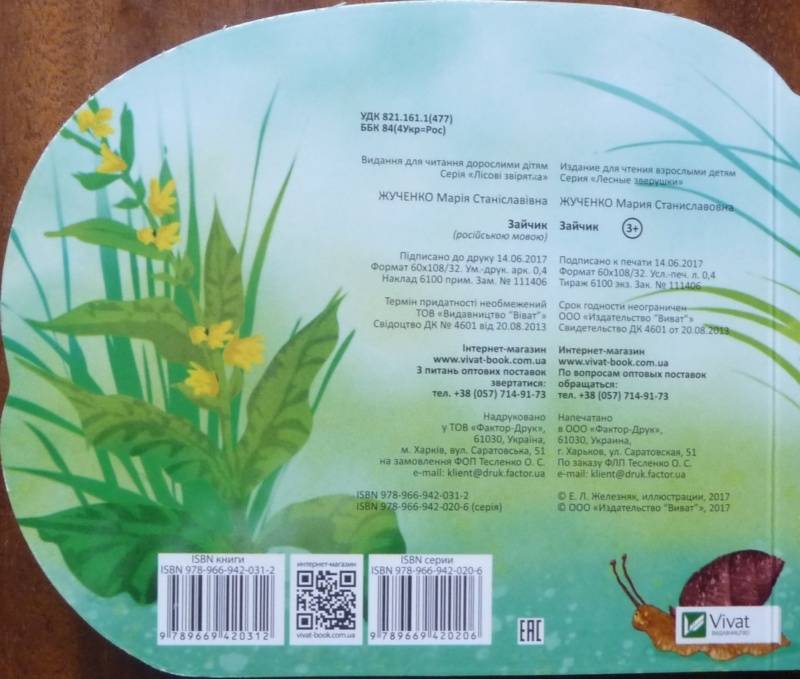 УДК 821.161.1(477)
ББК 84(4Укр=Рос)
Видання для читання дорослими дітям
Серія «Лісові звірятка»
ЖУЧЕНКО Марія Станіславівна
Зайчик
(російською мовою)
Підписано до друку 14.06.2017
Формат 60х108/32. Ум.-друк. арк. 0,4
Наклад 6100 прим. Зам. № 111406
Термін придатності необмежений
ТОВ «Видавництво "Віват"»
Свідоцтво ДК № 4601 від 20.08.2013
Інтернет-магазин
www.vivat-book.com.ua
З питань оптових поставок
звертатися:
тел. +38 (057) 714-91-73
Надруковано
у ТОВ «Фактор-Друк»,
61030, Україна,
м. Харків, вул. Саратовська, 51
на замовлення ФОП Тесленко О. С.
e-mail: klient@druk.factor.ua
ISBN 978-966-942-031-2
ISBN 978-966-942-020-6 (серія)
Издание для чтения взрослыми детям
Серия «Лесные зверушки»
ЖУЧЕНКО Мария Станиславовна
Зайчик 3+
Подписано к печати 14.06.2017
Формат 60х108/32. Усл.-печ. л. 0,4
Тираж 6100 экз. Зак. № 111406
Срок годности неограничен
ООО «Издательство "Виват"»
Свидетельство ДК 4601 от 20.08.2013
Интернет-магазин
www.vivat-book.com.ua
По вопросам оптовых поставок
обращаться:
тел. +38 (057) 714-91-73
Напечатано
в ООО «Фактор-Друк»,
61030, Украина,
г. Харьков, ул. Саратовская, 51
По заказу ФЛП Тесленко О. С.
e-mail: klient@druk.factor.ua
© Е. Л. Железняк, иллюстрации, 2017
© ООО «Издательство "Виват"», 2017
ISBN книги
ISBN 978-966-942-031-2
9 789669 420312
интернет-магазин
vivat-book.com.ua
ISBN серии
ISBN 978-966-942-020-6
9 789669 420206
EAC
Vivat
ВИДАВНИЦТВО